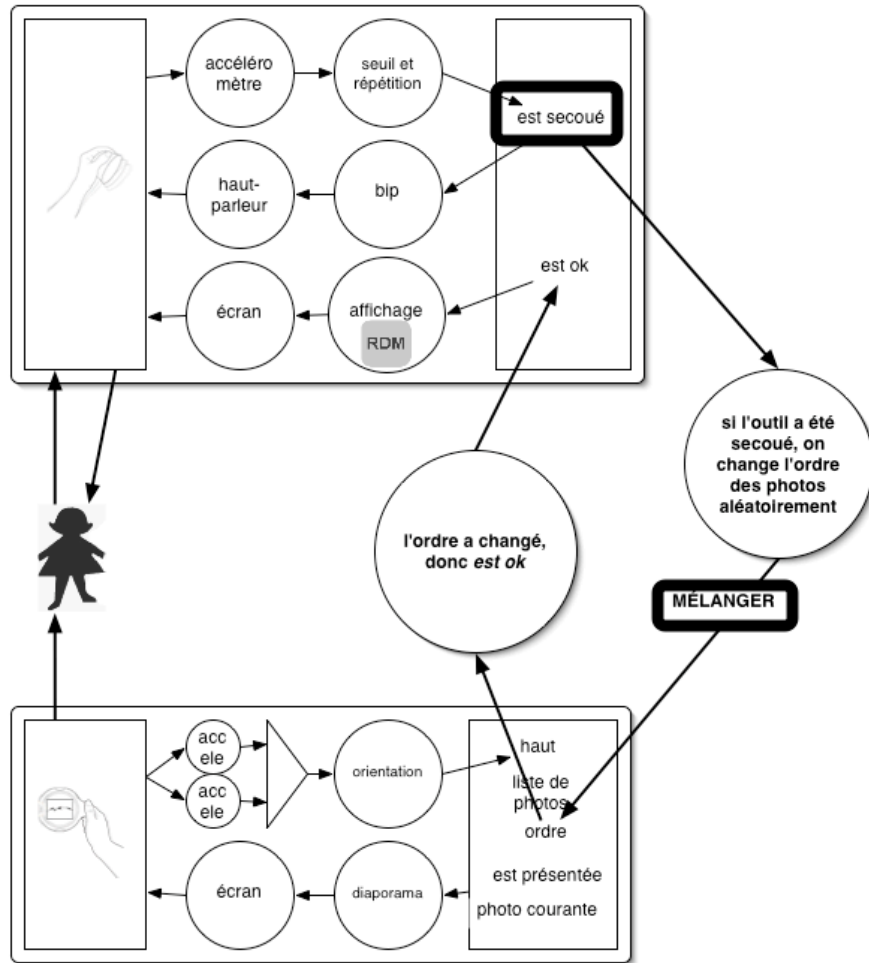 accéléro
mètre
seuil et
répétition
est secoué
haut-
parleur
bip
est ok
écran
affichage
RDM
si l'outil a été
secoué, on
change l'ordre
des photos
aléatoirement
l'ordre a changé,
donc est ok
MÉLANGER
acc
ele
acc
ele
orientation
haut
liste de
photos
ordre
écran
diaporama
est présentée
photo courante